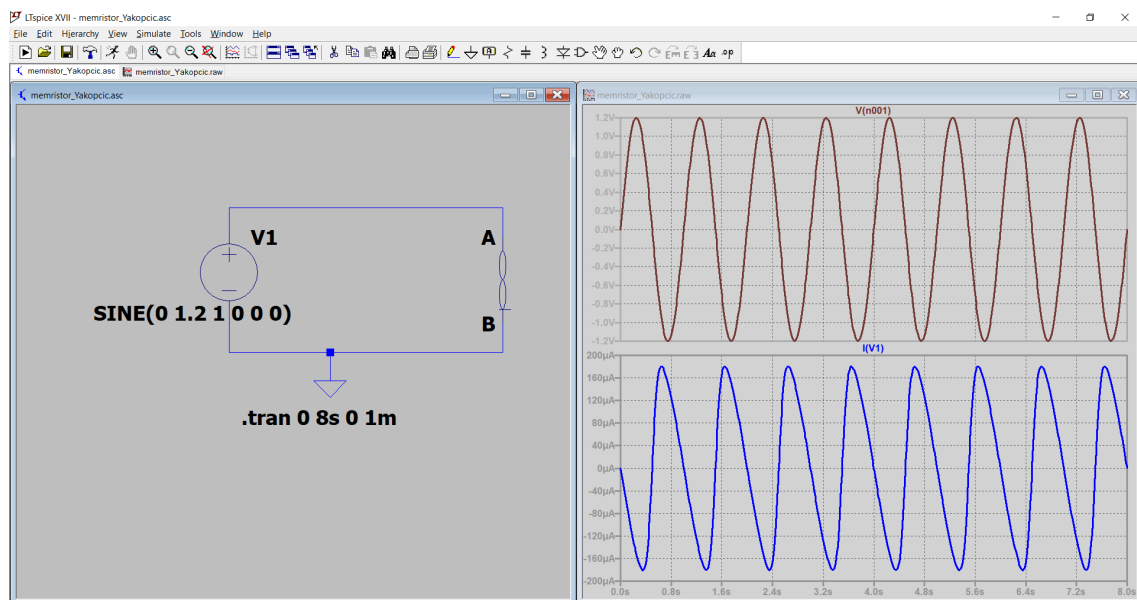 LTspice XVII - memristor_Yakopcic.asc
File Edit Hierarchy View Simulate Tools Window Help
memristor_Yakopcic.asc memristor_Yakopcic.raw
memristor_Yakopcic.asc
V1
A
SINE(0 1.2 1 0 0 0)
B
.tran 0 8s 0 1m
memristor_Yakopcic.raw
V(n001)
1.2V
1.0V
0.8V
0.6V
0.4V
0.2V
0.0V
-0.2V
-0.4V
-0.6V
-0.8V
-1.0V
-1.2V
I(V1)
200µA
160µA
120µA
80µA
40µA
0µA
-40µA
-80µA
-120µA
-160µA
-200µA
0.0s 0.8s 1.6s 2.4s 3.2s 4.0s 4.8s 5.6s 6.4s 7.2s 8.0s